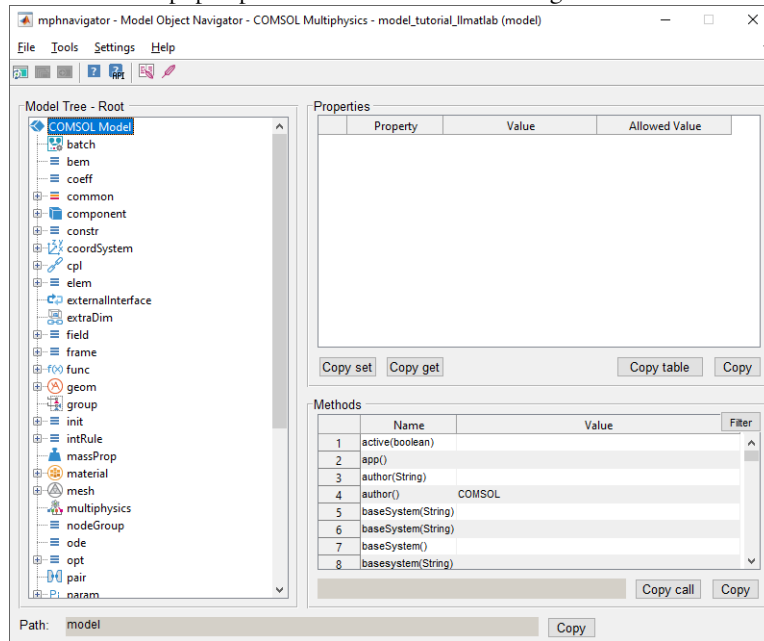 mphnavigator - Model Object Navigator - COMSOL Multiphysics - model_tutorial_llmatlab (model)
File Tools Settings Help
Model Tree - Root
COMSOL Model
batch
bem
coeff
common
component
constr
coordSystem
cpl
elem
externalInterface
extraDim
field
frame
f(x) func
geom
group
init
intRule
massProp
material
mesh
multiphysics
nodeGroup
ode
opt
pair
Pi param
Properties
Property Value Allowed Value
Copy set Copy get Copy table Copy
Methods
Name Value Filter
1 active(boolean)
2 app()
3 author(String)
4 author() COMSOL
5 baseSystem(String)
6 baseSystem(String)
7 baseSystem()
8 basesystem(String)
Copy call Copy
Path: model Copy